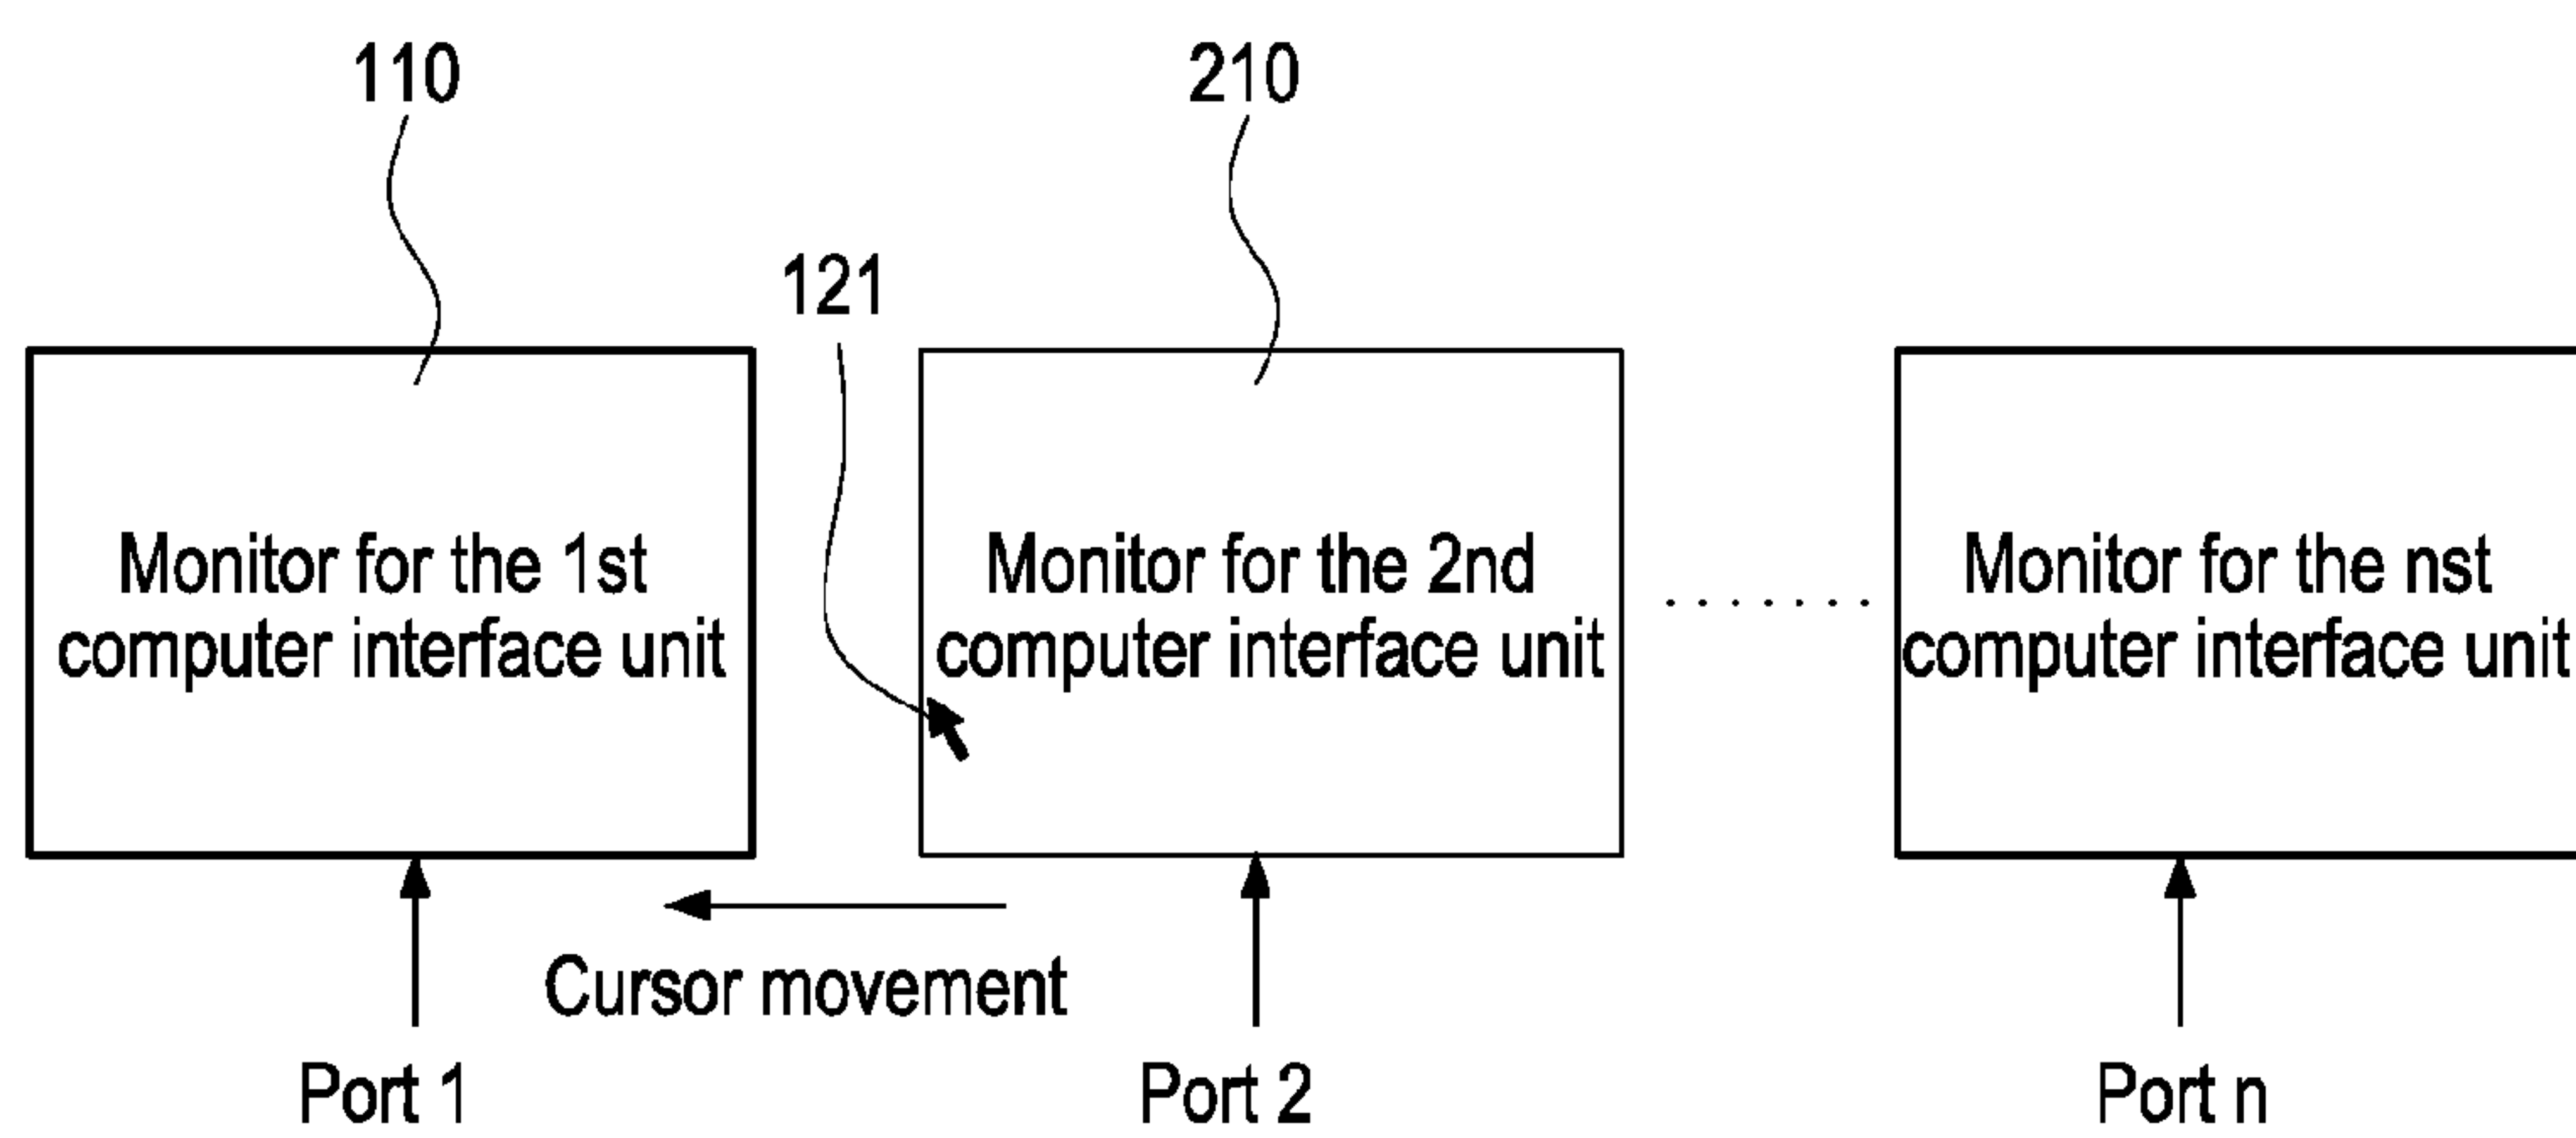 110
210
121
Monitor for the 1st
computer interface unit
Monitor for the 2nd
computer interface unit
.......
Monitor for the nst
computer interface unit
Cursor movement
Port 1
Port 2
Port n